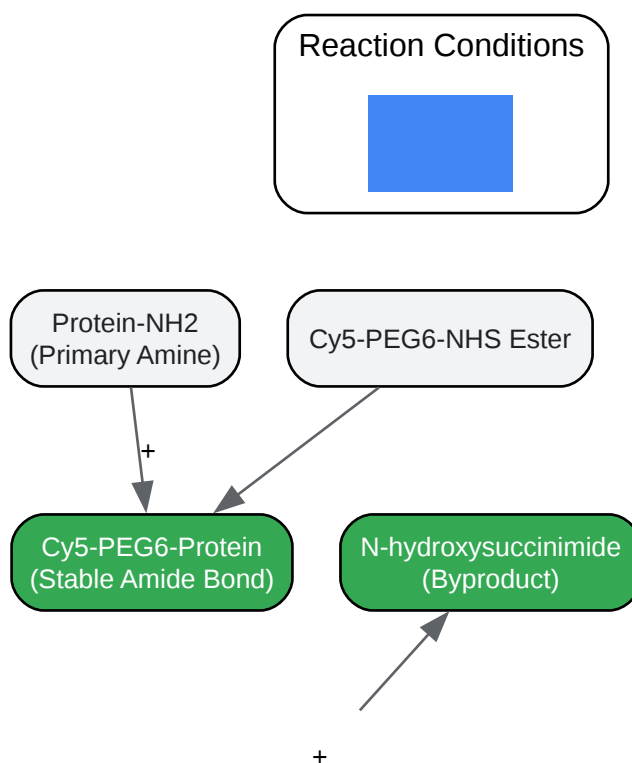 Reaction Conditions
Protein-NH2
(Primary Amine)
Cy5-PEG6-NHS Ester
+
Cy5-PEG6-Protein
(Stable Amide Bond)
N-hydroxysuccinimide
(Byproduct)
+